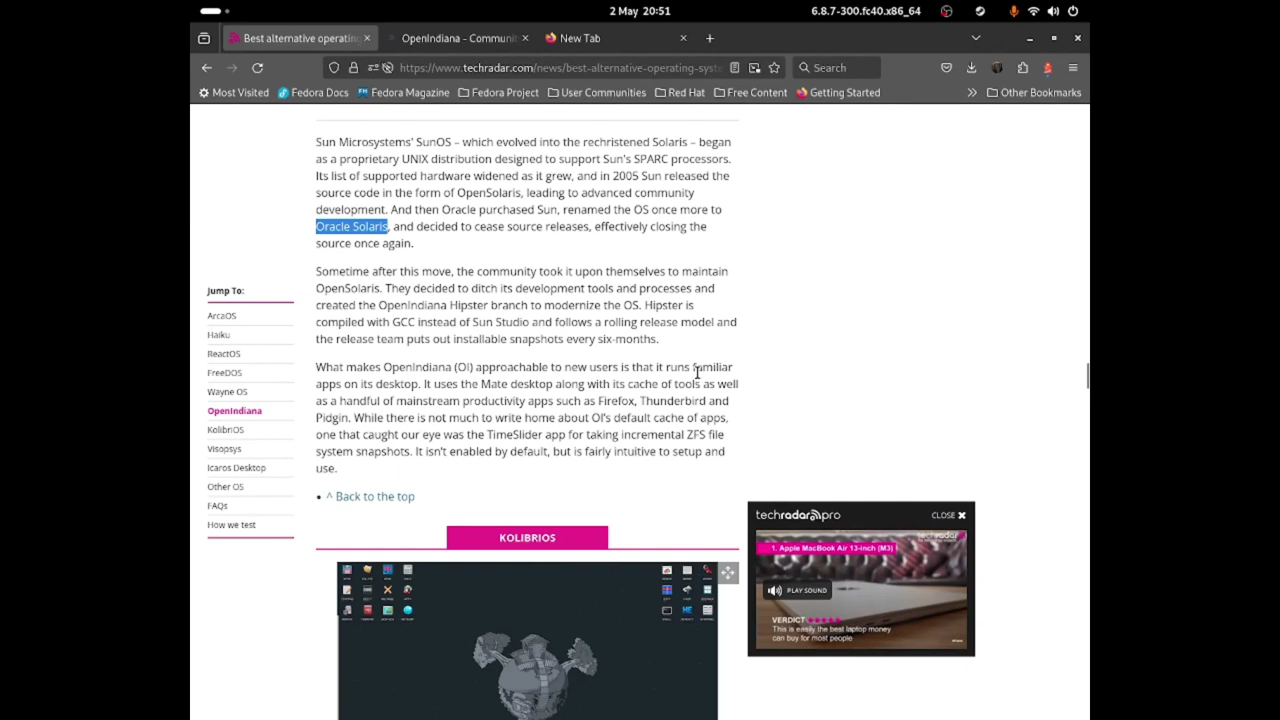 2 May 20:51
6.8.7-300.fc40.x86_64
Best alternative operatin
OpenIndiana – Communit
New Tab
https://www.techradar.com/news/best-alternative-operating-syste
Search
Most Visited
Fedora Docs
Fedora Magazine
Fedora Project
User Communities
Red Hat
Free Content
Getting Started
Other Bookmarks
Sun Microsystems' SunOS – which evolved into the rechristened Solaris – began
as a proprietary UNIX distribution designed to support Sun's SPARC processors.
Its list of supported hardware widened as it grew, and in 2005 Sun released the
source code in the form of OpenSolaris, leading to advanced community
development. And then Oracle purchased Sun, renamed the OS once more to
Oracle Solaris, and decided to cease source releases, effectively closing the
source once again.
Sometime after this move, the community took it upon themselves to maintain
OpenSolaris. They decided to ditch its development tools and processes and
created the OpenIndiana Hipster branch to modernize the OS. Hipster is
compiled with GCC instead of Sun Studio and follows a rolling release model and
the release team puts out installable snapshots every six-months.
What makes OpenIndiana (OI) approachable to new users is that it runs familiar
apps on its desktop. It uses the Mate desktop along with its cache of tools as well
as a handful of mainstream productivity apps such as Firefox, Thunderbird and
Pidgin. While there is not much to write home about OI's default cache of apps,
one that caught our eye was the TimeSlider app for taking incremental ZFS file
system snapshots. It isn't enabled by default, but is fairly intuitive to setup and
use.
• ^ Back to the top
KOLIBRIOS
Jump To:
ArcaOS
Haiku
ReactOS
FreeDOS
Wayne OS
OpenIndiana
KolibriOS
Visopsys
Icaros Desktop
Other OS
FAQs
How we test
techradar pro
CLOSE ✖
techradar
1. Apple MacBook Air 13-inch (M3)
PLAY SOUND
VERDICT ★★★★★
This is easily the best laptop money
can buy for most people